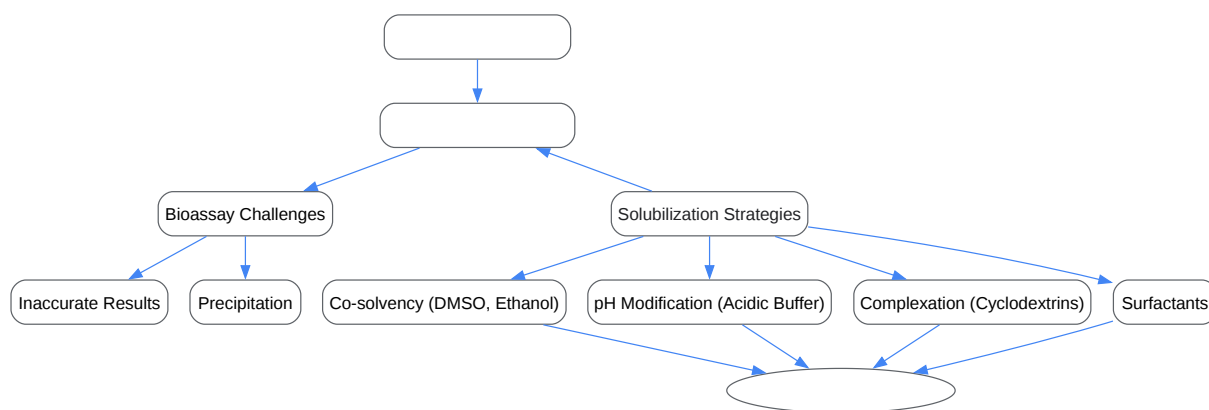 Bioassay Challenges
Solubilization Strategies
Inaccurate Results
Precipitation
Co-solvency (DMSO, Ethanol)
pH Modification (Acidic Buffer)
Complexation (Cyclodextrins)
Surfactants